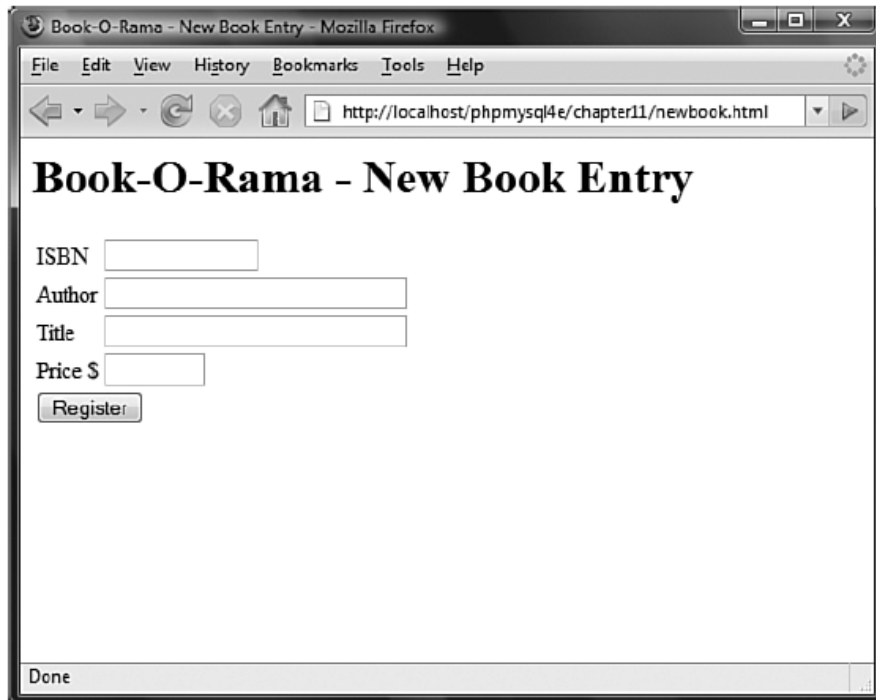 Book-O-Rama - New Book Entry - Mozilla Firefox
File Edit View History Bookmarks Tools Help
http://localhost/phpmysql4e/chapter11/newbook.html
Book-O-Rama - New Book Entry
ISBN
Author
Title
Price $
Register
Done